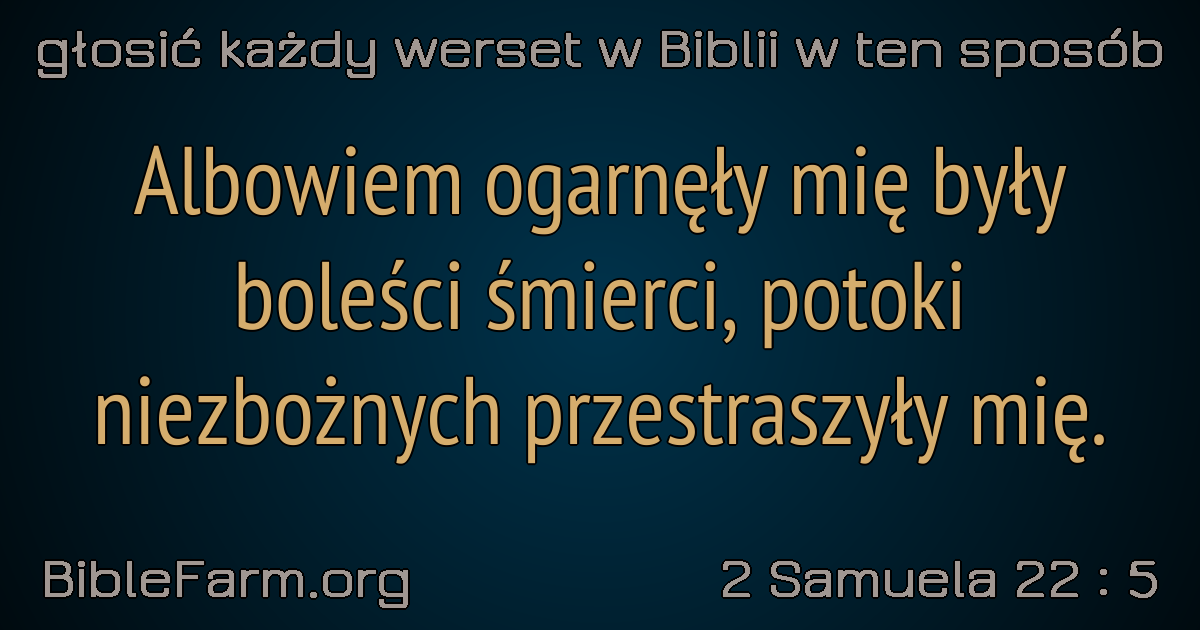 głosić każdy werset w Biblii w ten sposób
Albowiem ogarnęły mię były
boleści śmierci, potoki
niezbożnych przestraszyły mię.
BibleFarm.org
2 Samuela 22 : 5